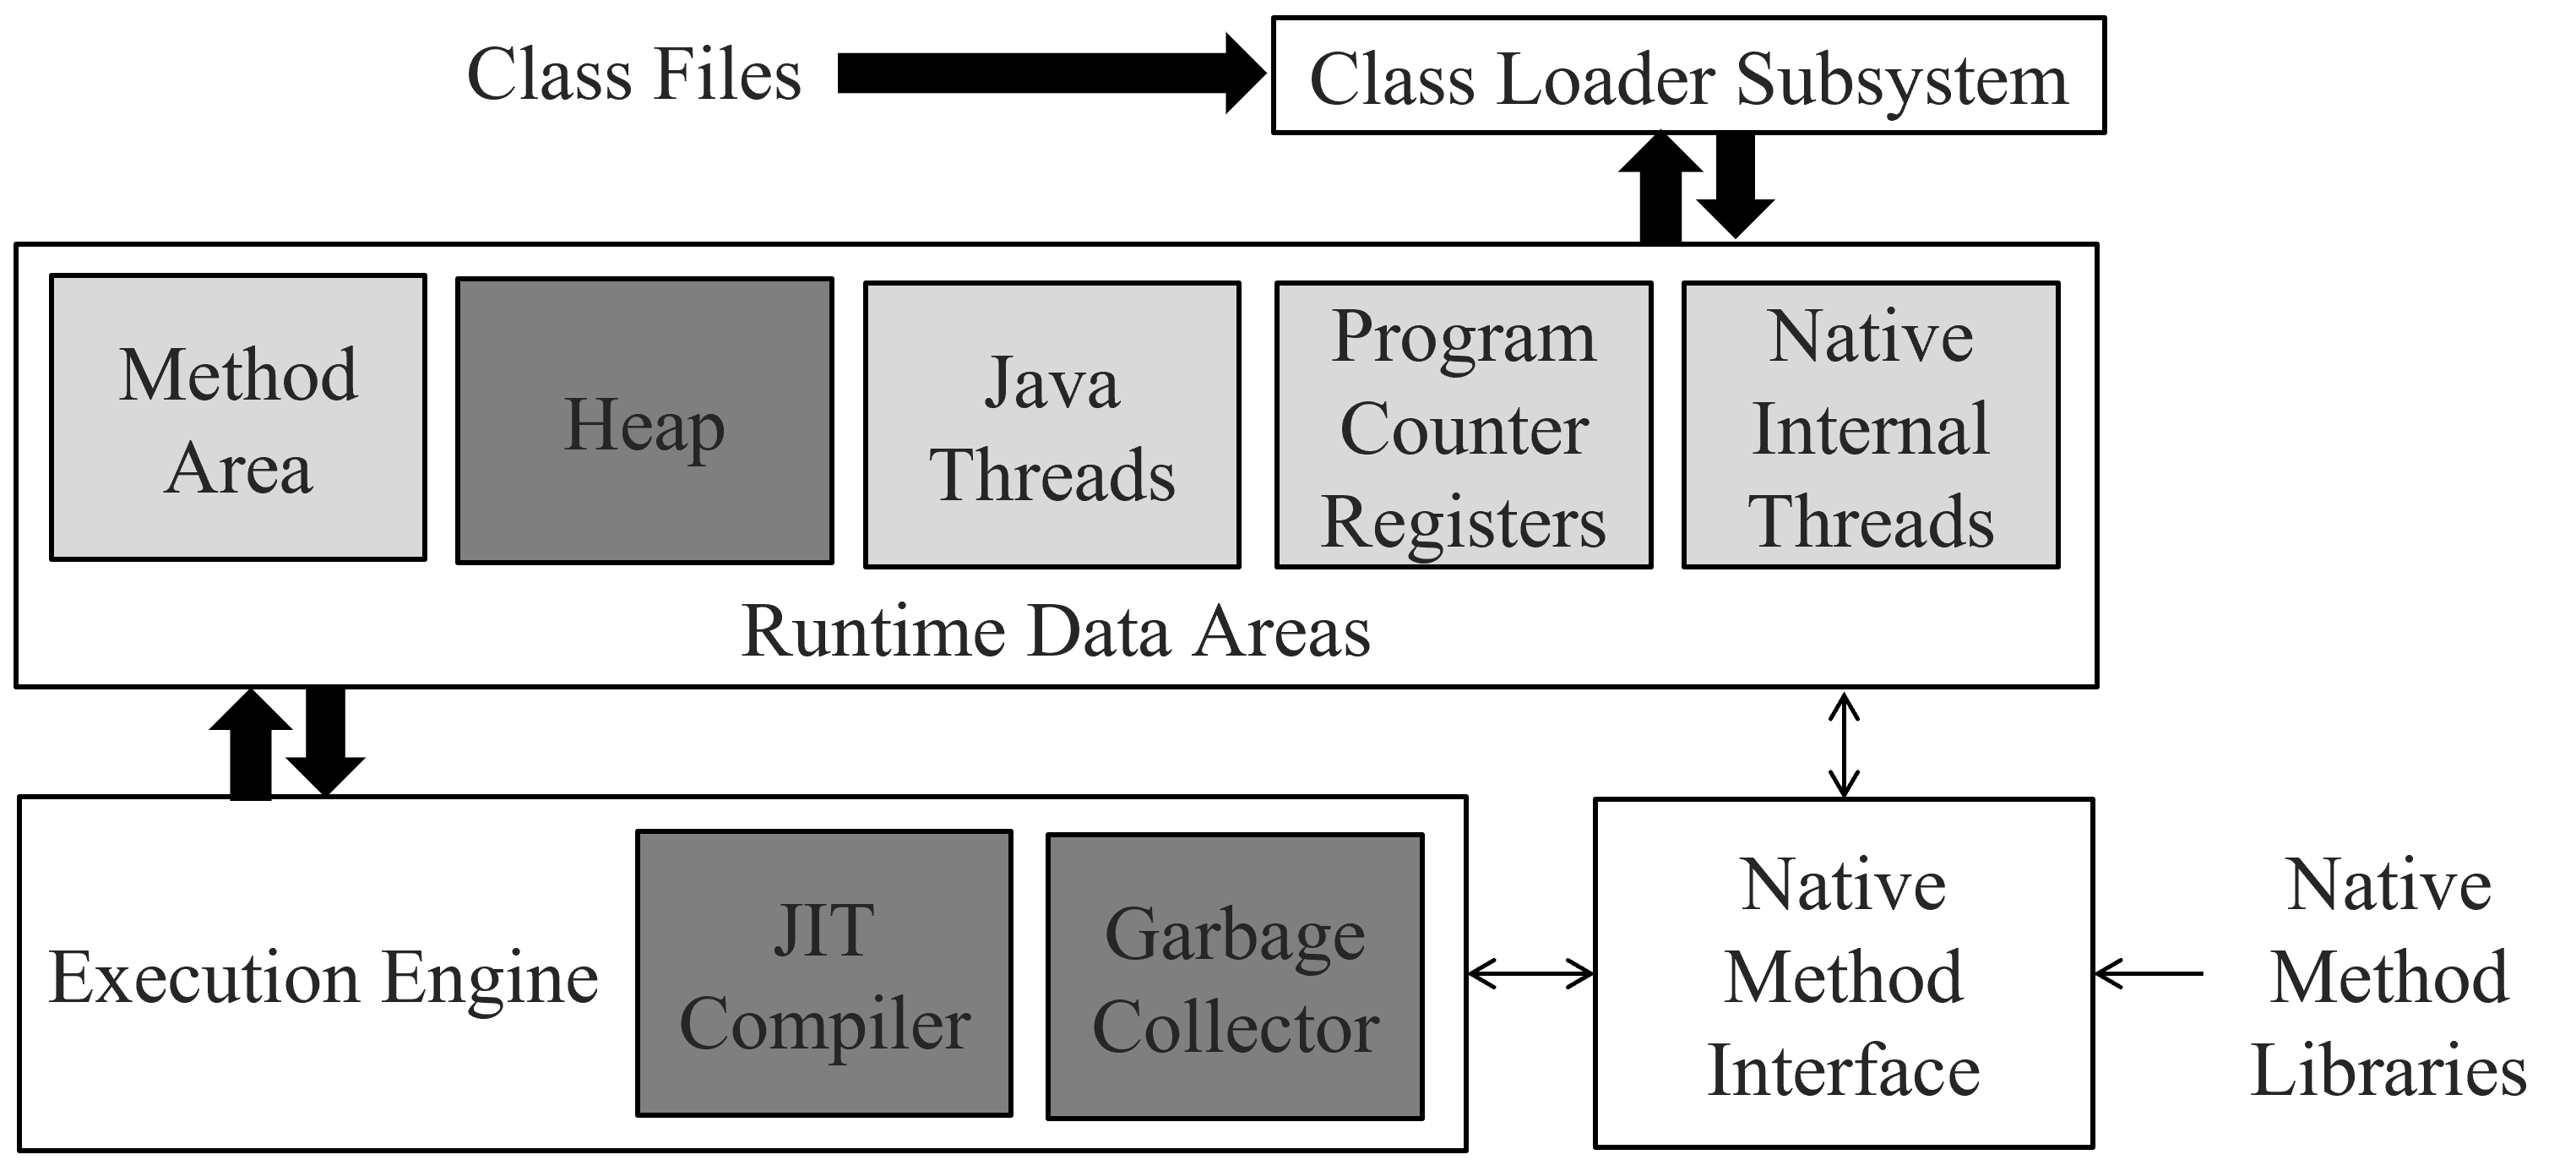 Class Files
Class Loader Subsystem
Method
Area
Heap
Java
Threads
Program
Counter
Registers
Native
Internal
Threads
Runtime Data Areas
Execution Engine
JIT
Compiler
Garbage
Collector
Native
Method
Interface
Native
Method
Libraries